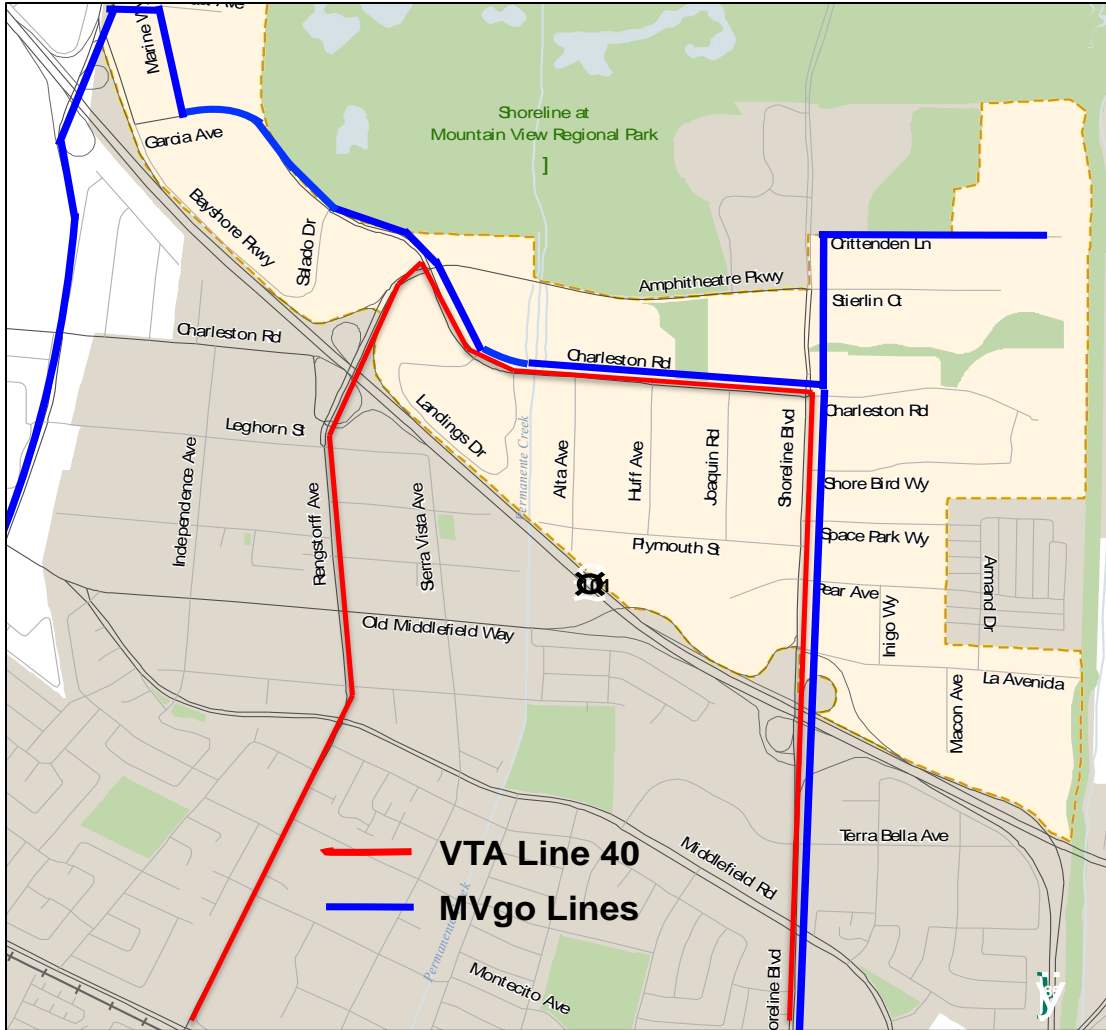 Shoreline at
Mountain View Regional Park
]
Garcia Ave
Bayshore Pkwy
Salado Dr
Crittenden Ln
Amphitheatre Pkwy
Stierlin Ct
Charleston Rd
Charleston Rd
Charleston Rd
Landings Dr
Leghorn St
Independence Ave
Rengstorff Ave
Sierra Vista Ave
Permanente Creek
Alta Ave
Huff Ave
Joaquin Rd
Shoreline Blvd
Shore Bird Wy
Space Park Wy
Plymouth St
Armand Dr
Pear Ave
Inigo Wy
Old Middlefield Way
La Avenida
Macon Ave
Terra Bella Ave
Middlefield Rd
VTA Line 40
MVgo Lines
Permanente Creek
Montecito Ave
Shoreline Blvd